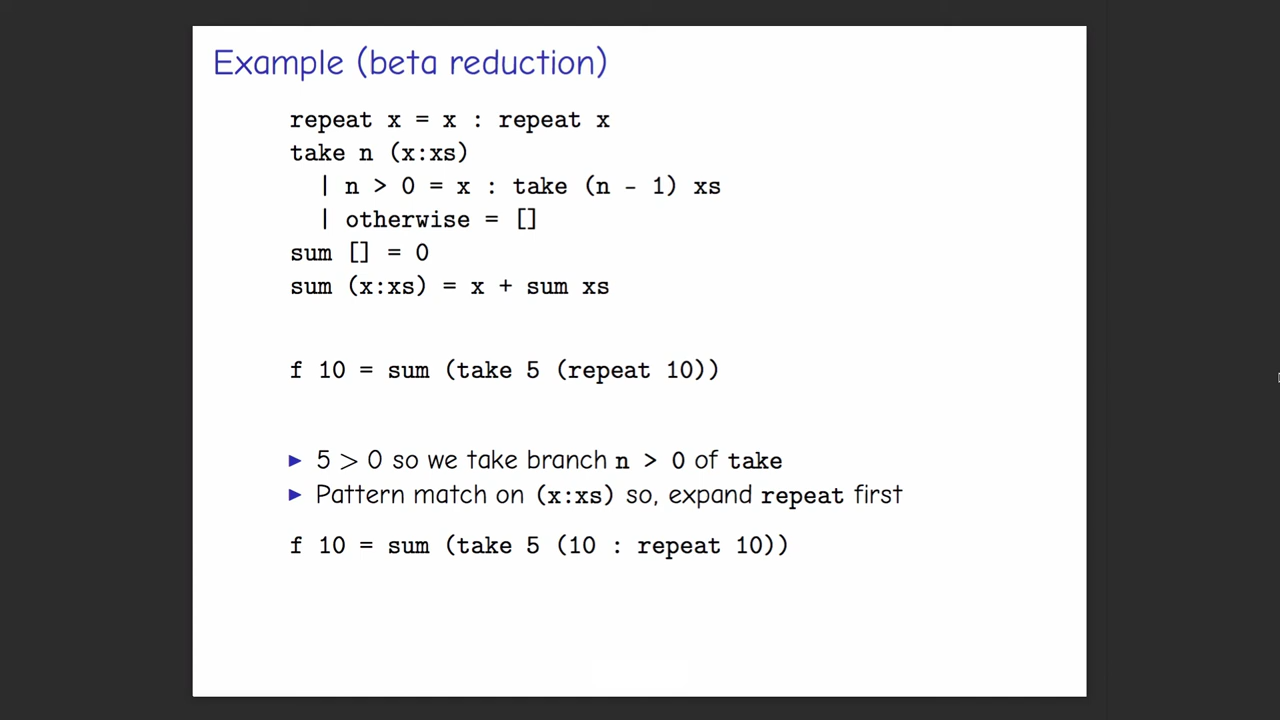 Example (beta reduction)
repeat x = x : repeat x
take n (x:xs)
| n > 0 = x : take (n - 1) xs
| otherwise = []
sum [] = 0
sum (x:xs) = x + sum xs
f 10 = sum (take 5 (repeat 10))
▶ 5 > 0 so we take branch n > 0 of take
▶ Pattern match on (x:xs) so, expand repeat first
f 10 = sum (take 5 (10 : repeat 10))